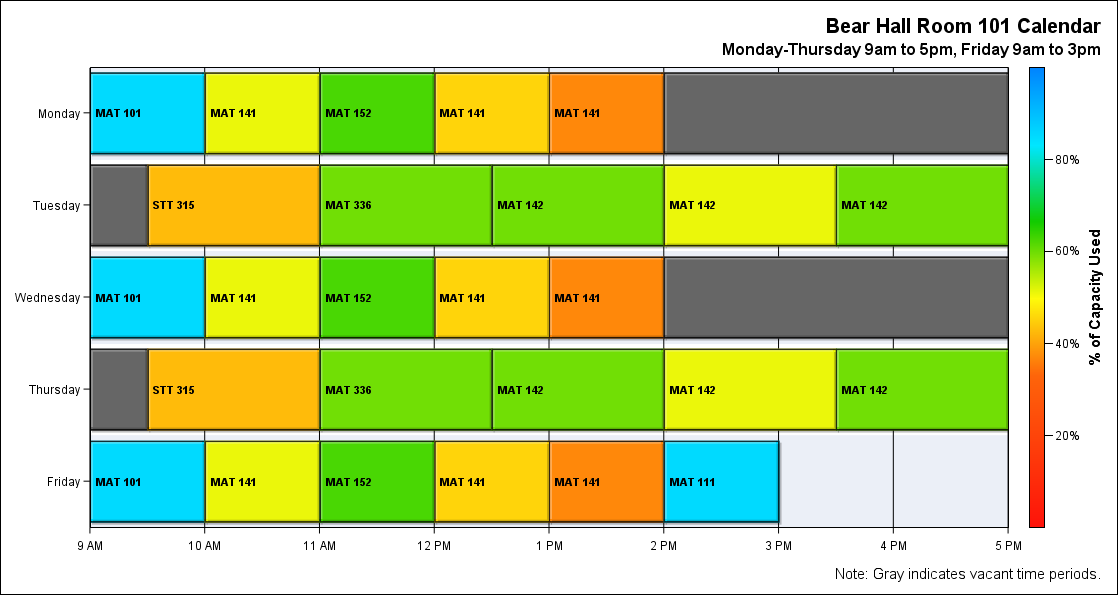 Bear Hall Room 101 Calendar
Monday-Thursday 9am to 5pm, Friday 9am to 3pm
Monday
MAT 101 MAT 141 MAT 152 MAT 141 MAT 141
Tuesday
STT 315 MAT 336 MAT 142 MAT 142 MAT 142
Wednesday
MAT 101 MAT 141 MAT 152 MAT 141 MAT 141
Thursday
STT 315 MAT 336 MAT 142 MAT 142 MAT 142
Friday
MAT 101 MAT 141 MAT 152 MAT 141 MAT 141 MAT 111
9 AM 10 AM 11 AM 12 PM 1 PM 2 PM 3 PM 4 PM 5 PM
80%
60%
40%
20%
% of Capacity Used
Note: Gray indicates vacant time periods.